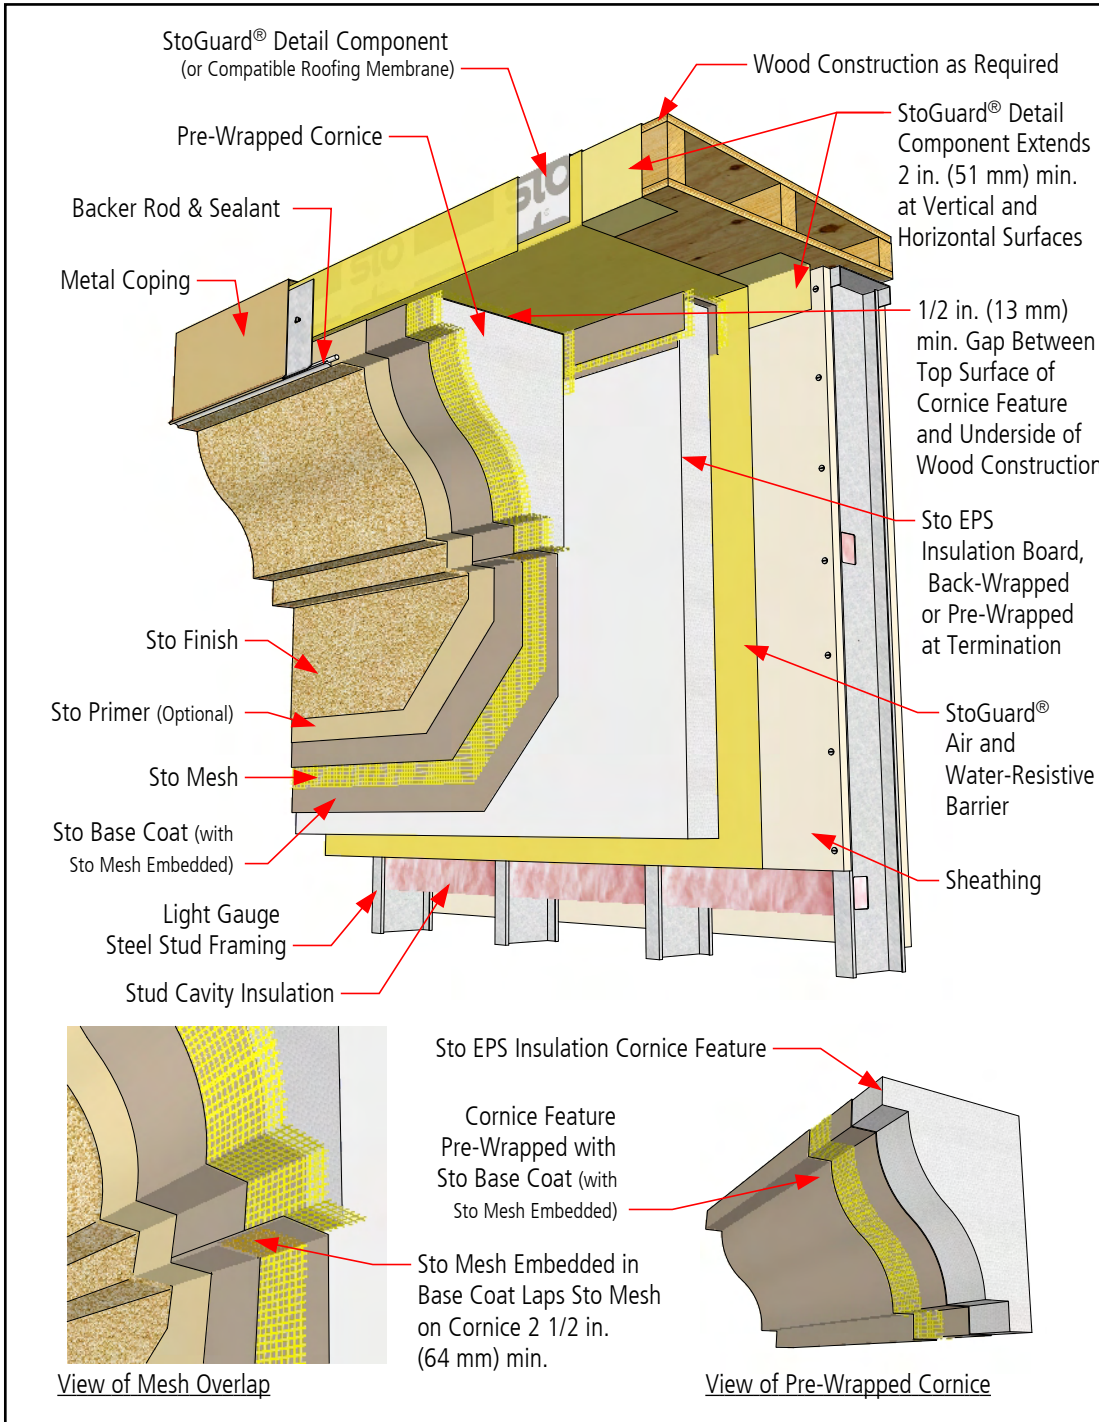 StoGuard® Detail Component
(or Compatible Roofing Membrane)
Wood Construction as Required
Pre-Wrapped Cornice
StoGuard® Detail
Component Extends
2 in. (51 mm) min.
at Vertical and
Horizontal Surfaces
sto
Backer Rod & Sealant
sto
Metal Coping
1/2 in. (13 mm)
min. Gap Between
Top Surface of
Cornice Feature
and Underside of
Wood Construction
Sto EPS
Insulation Board,
Back-Wrapped
or Pre-Wrapped
at Termination
Sto Finish
Sto Primer (Optional)
Sto Mesh
Sto Base Coat (with
Sto Mesh Embedded)
StoGuard®
Air and
Water-Resistive
Barrier
Sheathing
Light Gauge
Steel Stud Framing
Stud Cavity Insulation
Sto EPS Insulation Cornice Feature
Cornice Feature
Pre-Wrapped with
Sto Base Coat (with
Sto Mesh Embedded)
Sto Mesh Embedded in
Base Coat Laps Sto Mesh
on Cornice 2 1/2 in.
(64 mm) min.
View of Mesh Overlap
View of Pre-Wrapped Cornice